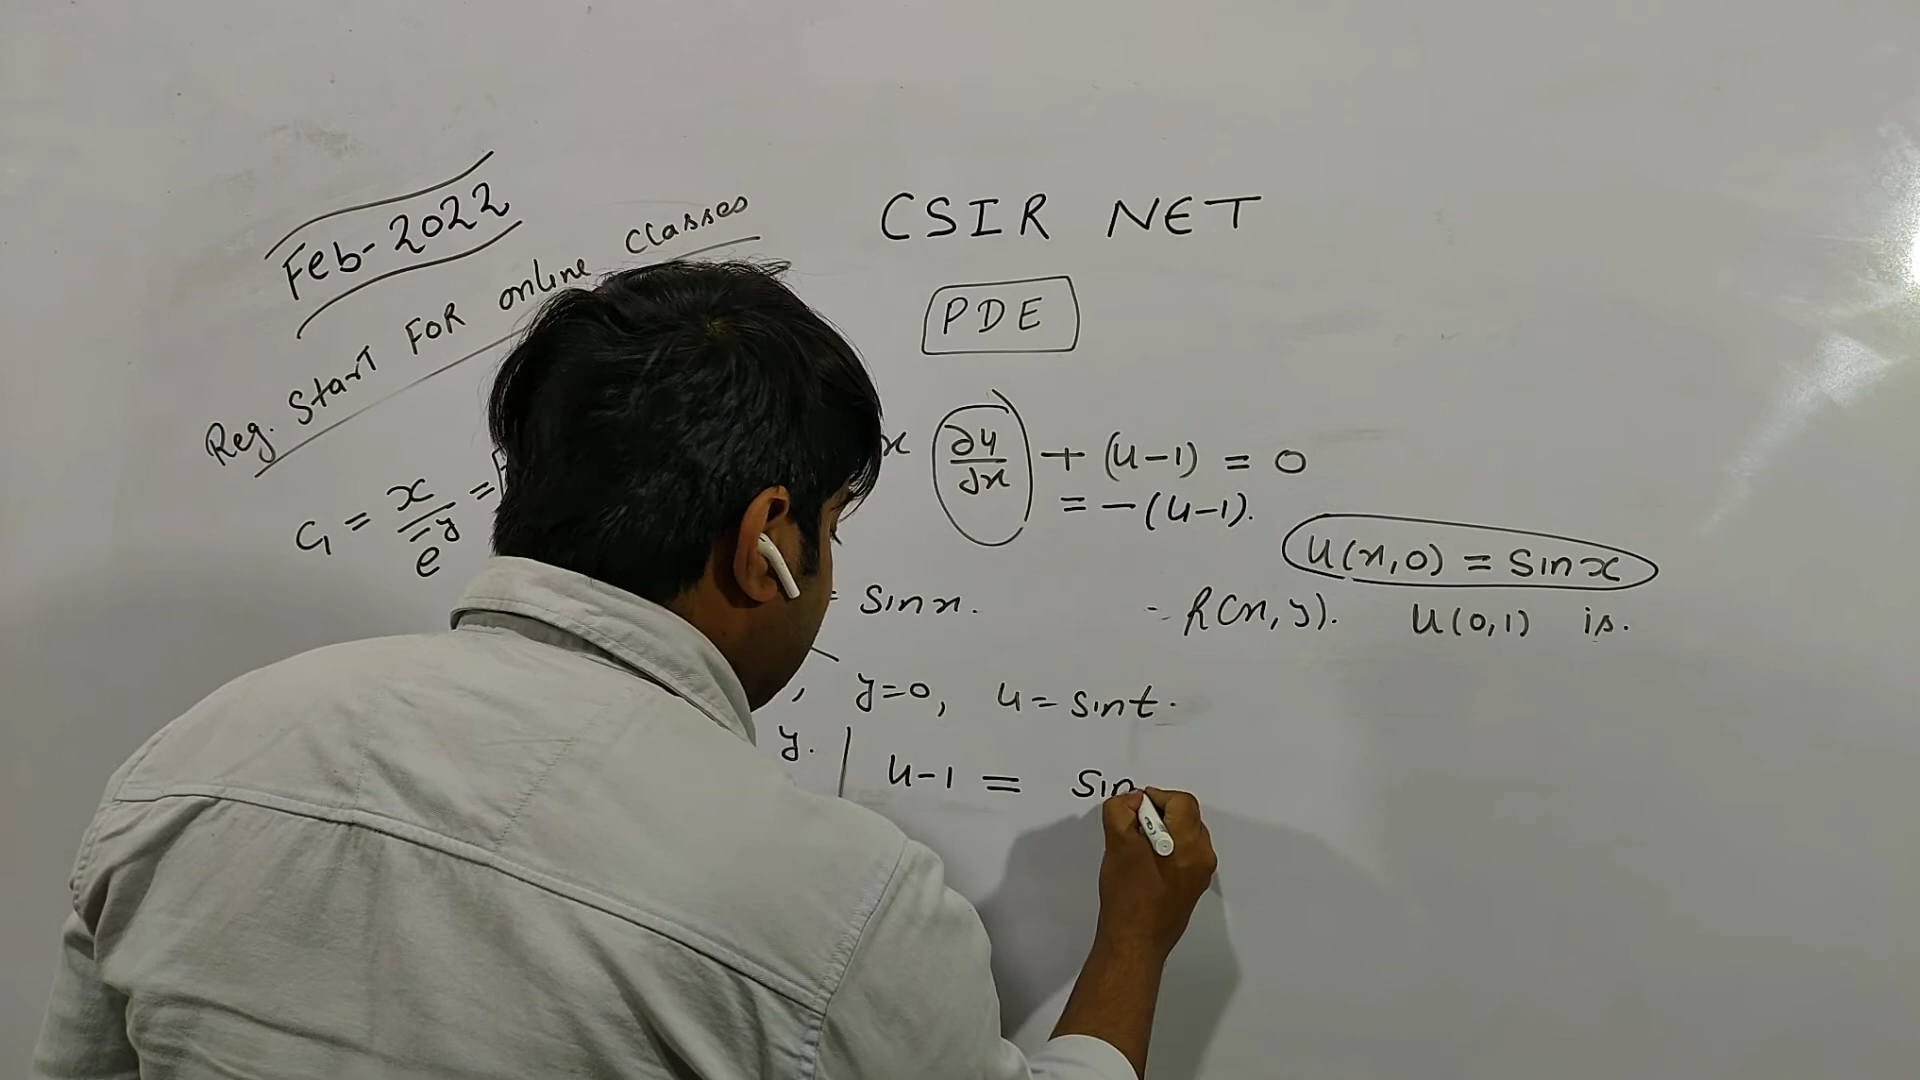 Feb-2022
Reg. Start FOR online Classes
CSIR NET
PDE
x ∂u/∂x + (u-1) = 0
= -(u-1).
C₁ = x/e^-y =
u(x,0) = Sinx
= Sinx.
= R(x,y). u(0,1) is.
, y=0, u= sint.
y. | u-1 = Sin